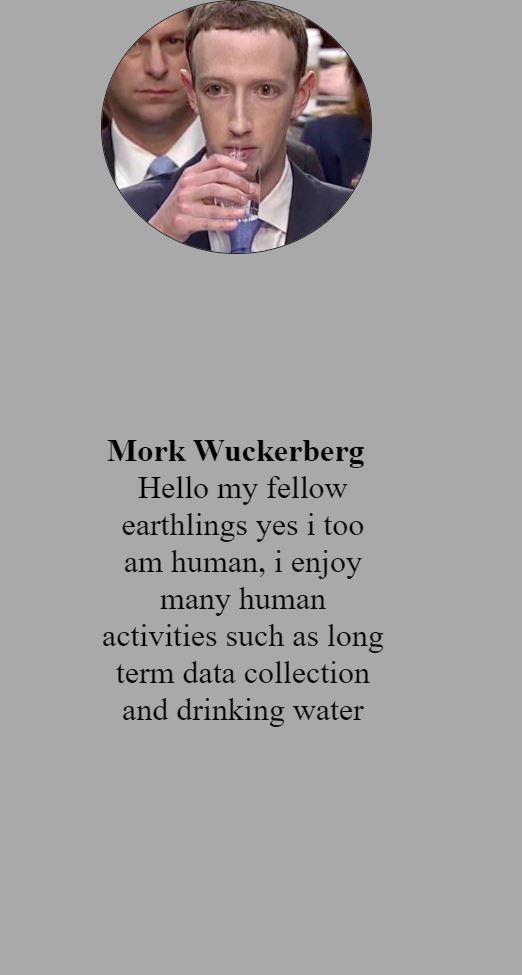 Mork Wuckerberg
Hello my fellow
earthlings yes i too
am human, i enjoy
many human
activities such as long
term data collection
and drinking water